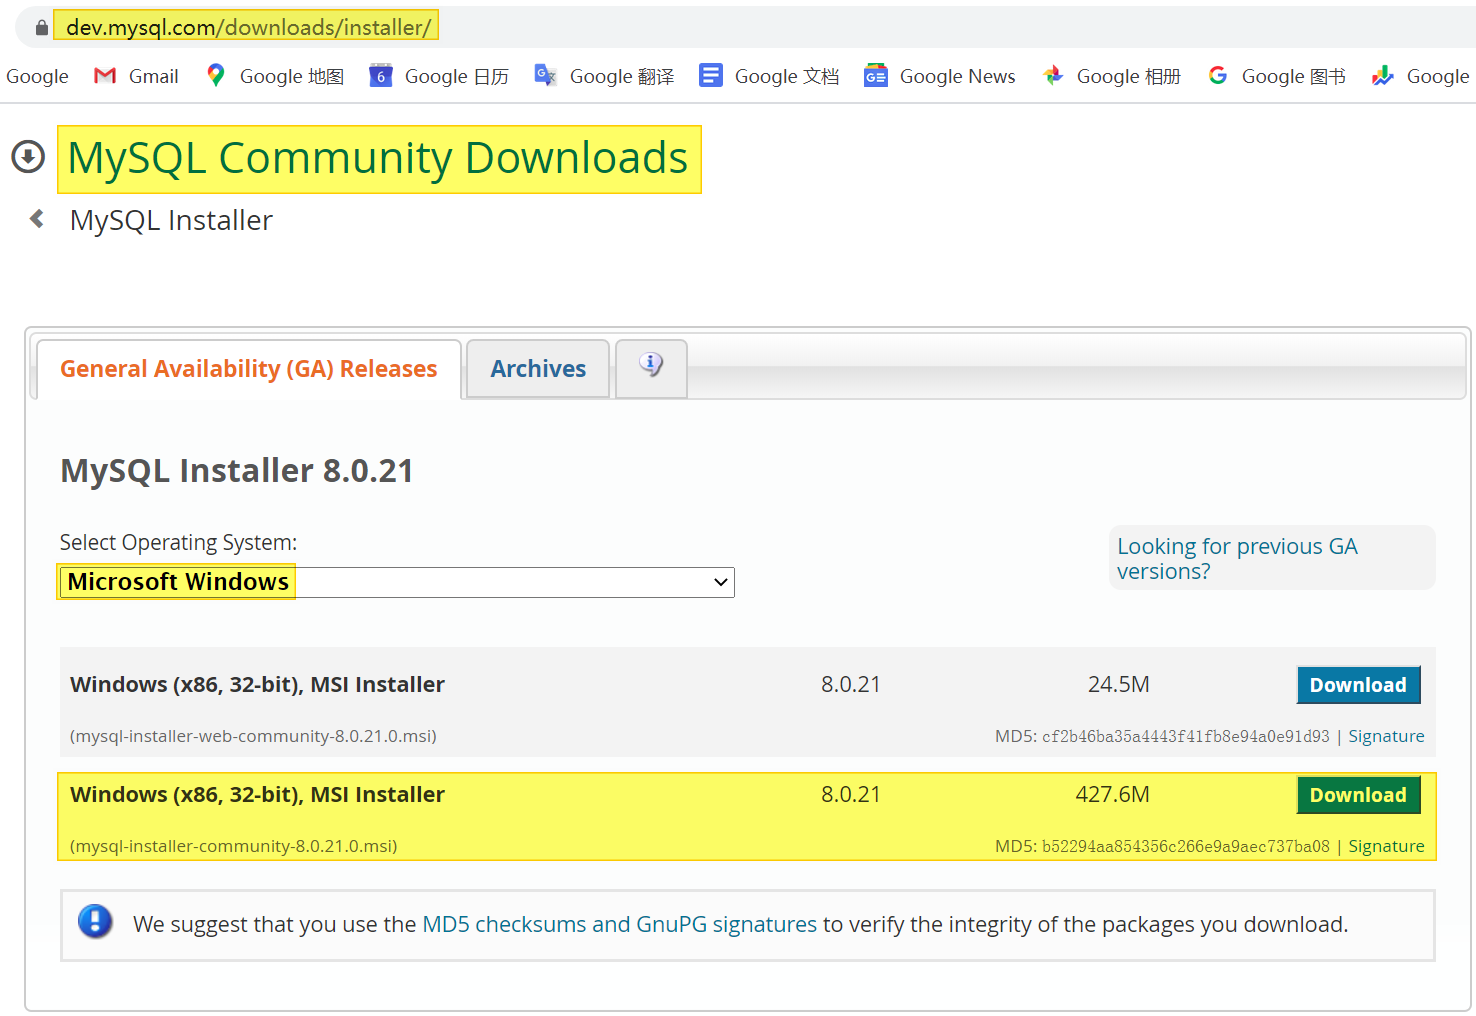 dev.mysql.com/downloads/installer/
Google Gmail Google 地图 6 Google 日历 Google 翻译 Google 文档 Google News Google 相册 Google 图书 Google
MySQL Community Downloads
MySQL Installer
General Availability (GA) Releases Archives
MySQL Installer 8.0.21
Select Operating System:
Microsoft Windows
Looking for previous GA
versions?
Windows (x86, 32-bit), MSI Installer 8.0.21 24.5M Download
(mysql-installer-web-community-8.0.21.0.msi) MD5: cf2b46ba35a4443f41fb8e94a0e91d93 | Signature
Windows (x86, 32-bit), MSI Installer 8.0.21 427.6M Download
(mysql-installer-community-8.0.21.0.msi) MD5: b52294aa854356c266e9a9aec737ba08 | Signature
We suggest that you use the MD5 checksums and GnuPG signatures to verify the integrity of the packages you download.